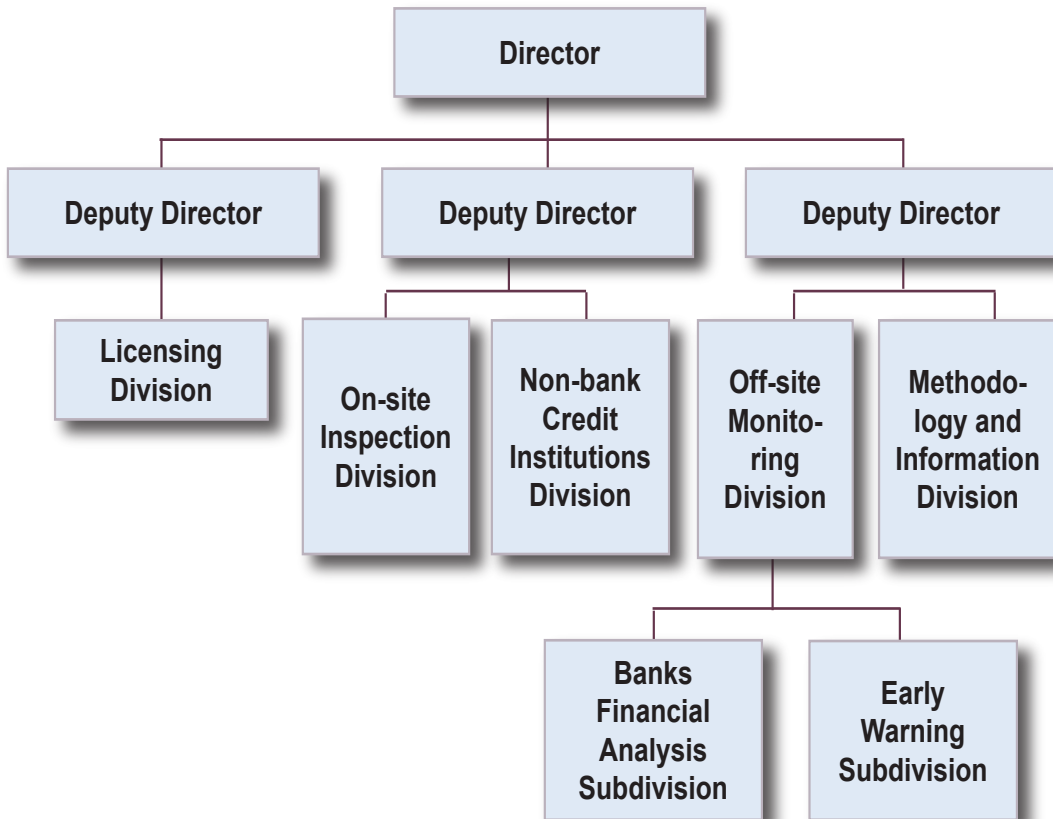 Director
Deputy Director
Deputy Director
Deputy Director
Licensing
Division
On-site
Inspection
Division
Non-bank
Credit
Institutions
Division
Off-site
Monito-
ring
Division
Methodo-
logy and
Information
Division
Banks
Financial
Analysis
Subdivision
Early
Warning
Subdivision